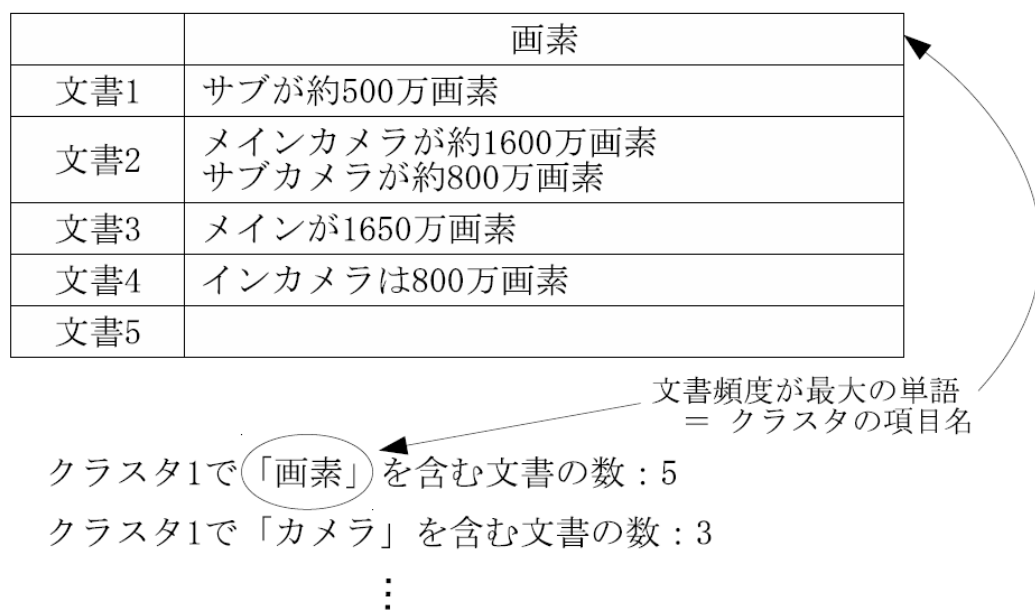 画素
文書1 サブが約500万画素
文書2 メインカメラが約1600万画素
サブカメラが約800万画素
文書3 メインが1650万画素
文書4 インカメラは800万画素
文書5
文書頻度が最大の単語
= クラスタの項目名
クラスタ1で「画素」を含む文書の数:5
クラスタ1で「カメラ」を含む文書の数:3
⋮